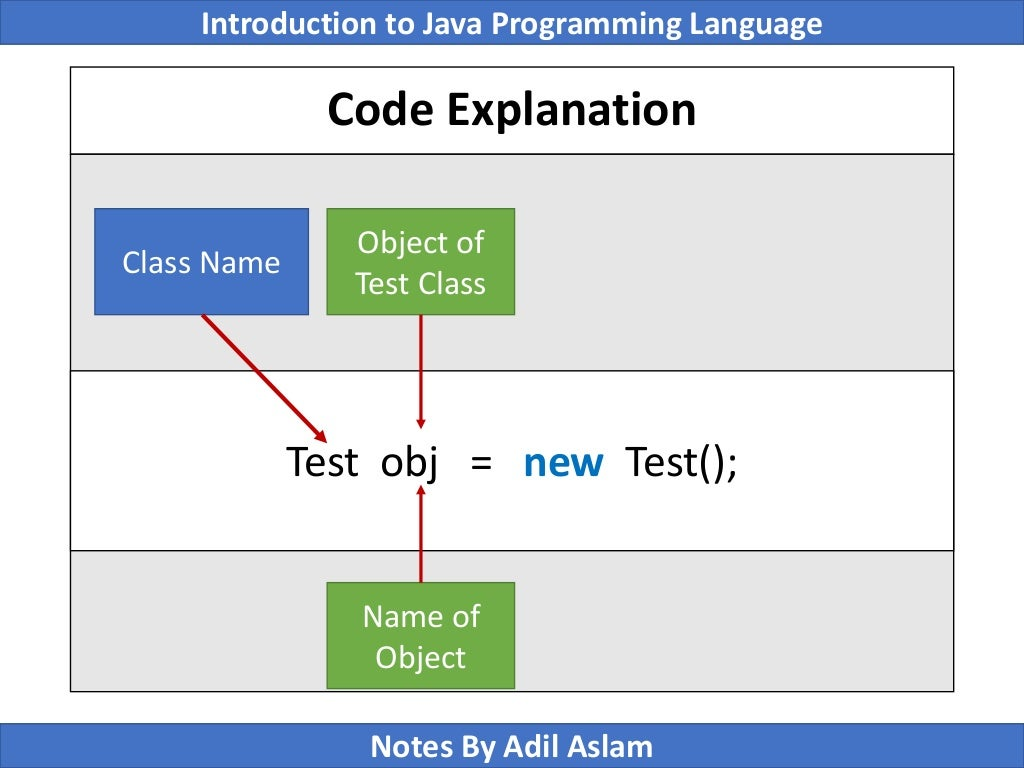 Introduction to Java Programming Language
Code Explanation
Class Name
Object of
Test Class
Test obj = new Test();
Name of
Object
Notes By Adil Aslam